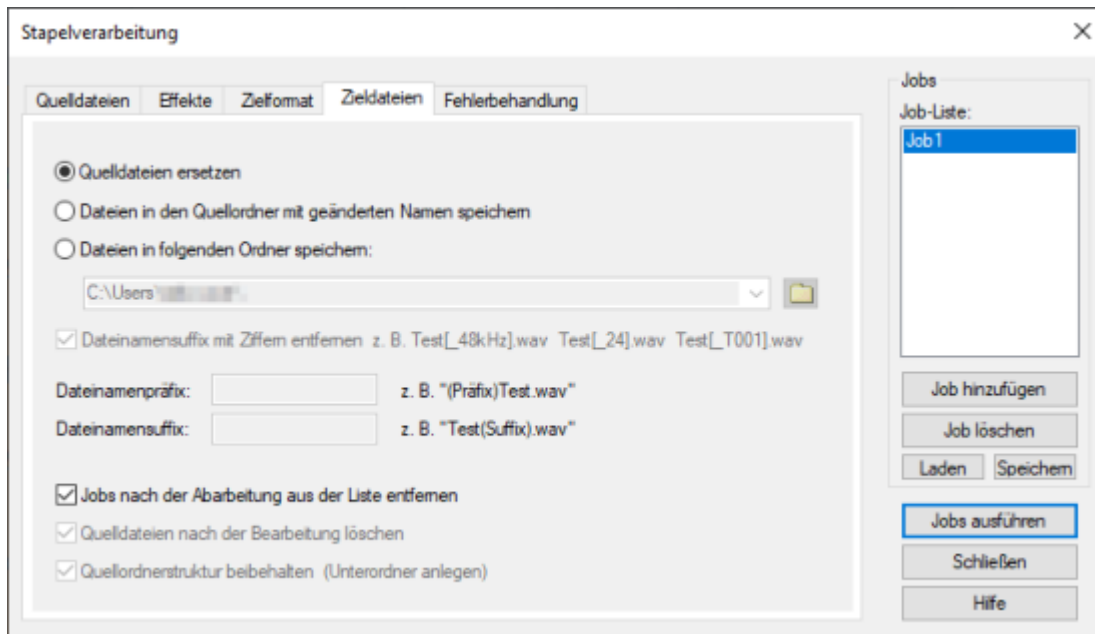 Stapelverarbeitung
Quelldateien Effekte Zielformat Zieldateien Fehlerbehandlung
Quelldateien ersetzen
Dateien in den Quellordner mit geänderten Namen speichern
Dateien in folgenden Ordner speichern:
C:\Users\
Dateinamensuffix mit Ziffern entfernen z. B. Test[_48kHz].wav Test[_24].wav Test[_T001].wav
Dateinamenpräfix: z. B. "(Präfix)Test.wav"
Dateinamensuffix: z. B. "Test(Suffix).wav"
Jobs nach der Abarbeitung aus der Liste entfernen
Quelldateien nach der Bearbeitung löschen
Quellordnerstruktur beibehalten (Unterordner anlegen)
Jobs
Job-Liste:
Job1
Job hinzufügen
Job löschen
Laden Speichern
Jobs ausführen
Schließen
Hilfe